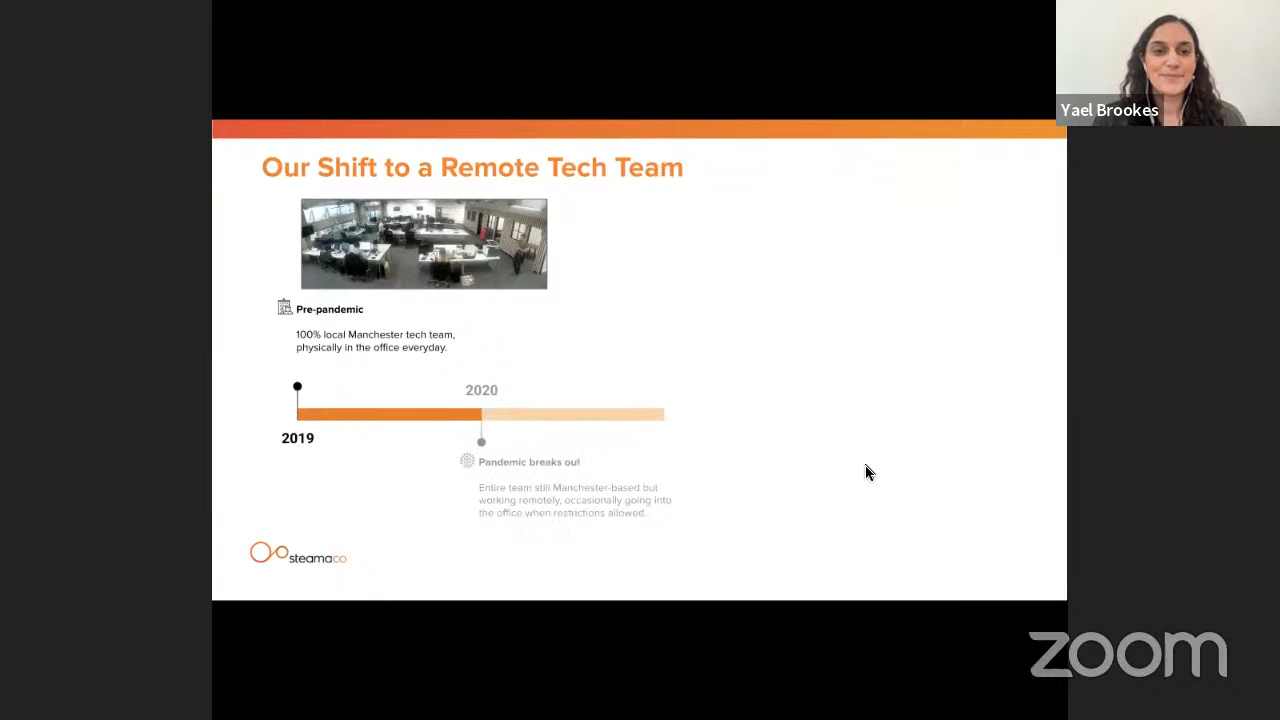 Yael Brookes
Our Shift to a Remote Tech Team
Pre-pandemic
100% local Manchester tech team,
physically in the office everyday.
2020
2019
Pandemic breaks out
Entire team still Manchester-based but
working remotely, occasionally going into
the office when restrictions allowed.
steamaco
zoom